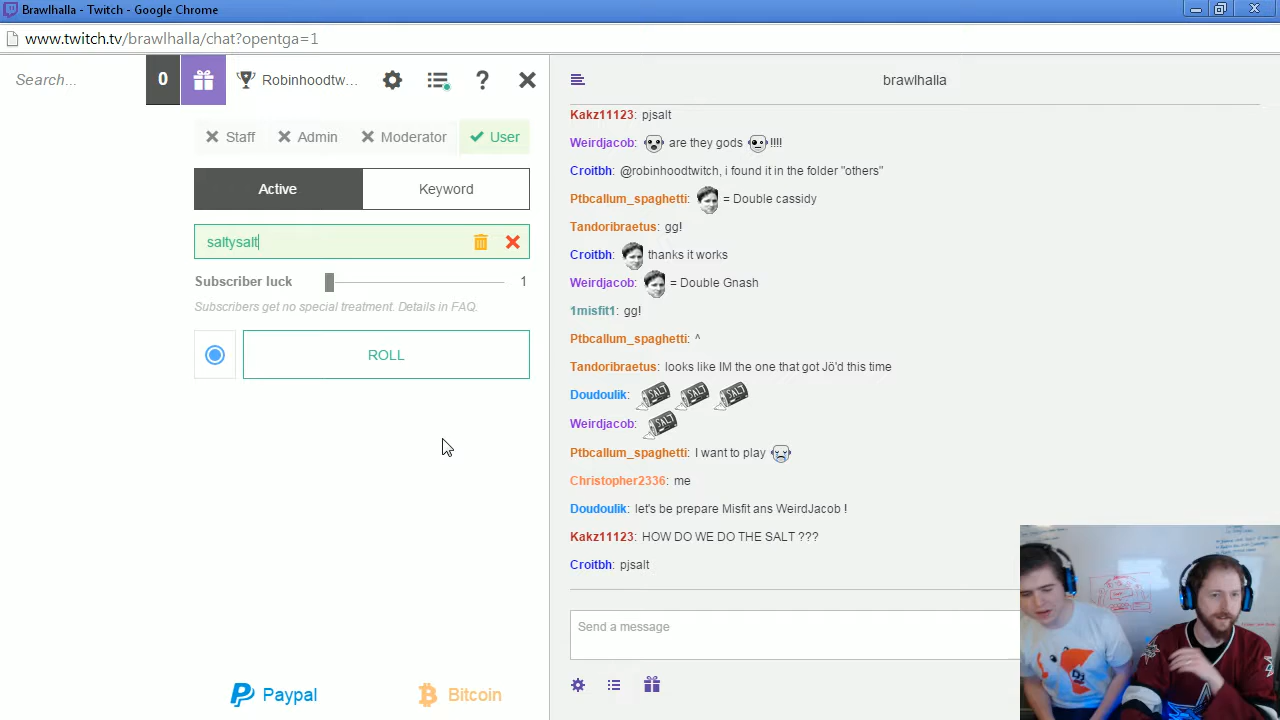 Brawlhalla - Twitch - Google Chrome
www.twitch.tv/brawlhalla/chat?opentga=1
Search...
0
Robinhoodtw...
?
Staff
Admin
Moderator
User
Active
Keyword
saltysalt
Subscriber luck
1
Subscribers get no special treatment. Details in FAQ.
ROLL
Paypal
Bitcoin
brawlhalla
Kakz11123: pjsalt
Weirdjacob: are they gods !!!!
Croitbh: @robinhoodtwitch, i found it in the folder "others"
Ptbcallum_spaghetti: = Double cassidy
Tandoribraetus: gg!
Croitbh: thanks it works
Weirdjacob: = Double Gnash
1misfit1: gg!
Ptbcallum_spaghetti: ^
Tandoribraetus: looks like IM the one that got Jö'd this time
Doudoulik: SALT SALT SALT
Weirdjacob: SALT
Ptbcallum_spaghetti: I want to play
Christopher2336: me
Doudoulik: let's be prepare Misfit ans WeirdJacob !
Kakz11123: HOW DO WE DO THE SALT ???
Croitbh: pjsalt
Send a message